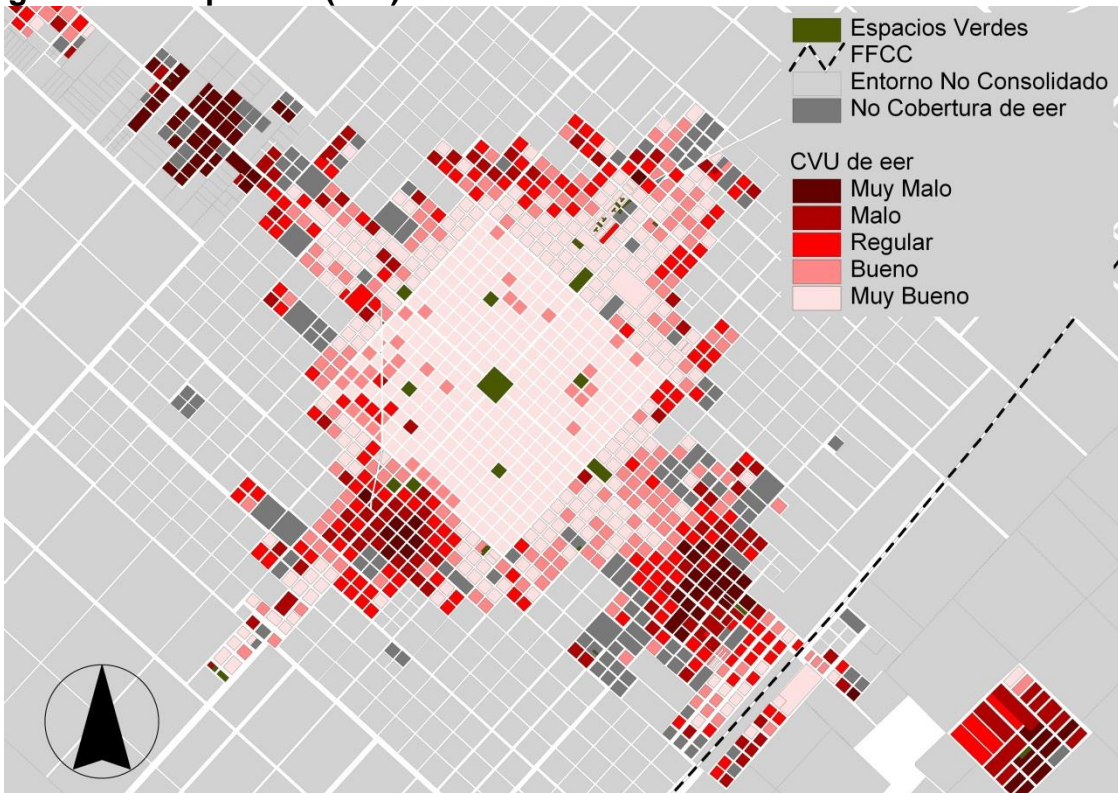 Espacios Verdes
FFCC
Entorno No Consolidado
No Cobertura de eer
CVU de eer
Muy Malo
Malo
Regular
Bueno
Muy Bueno